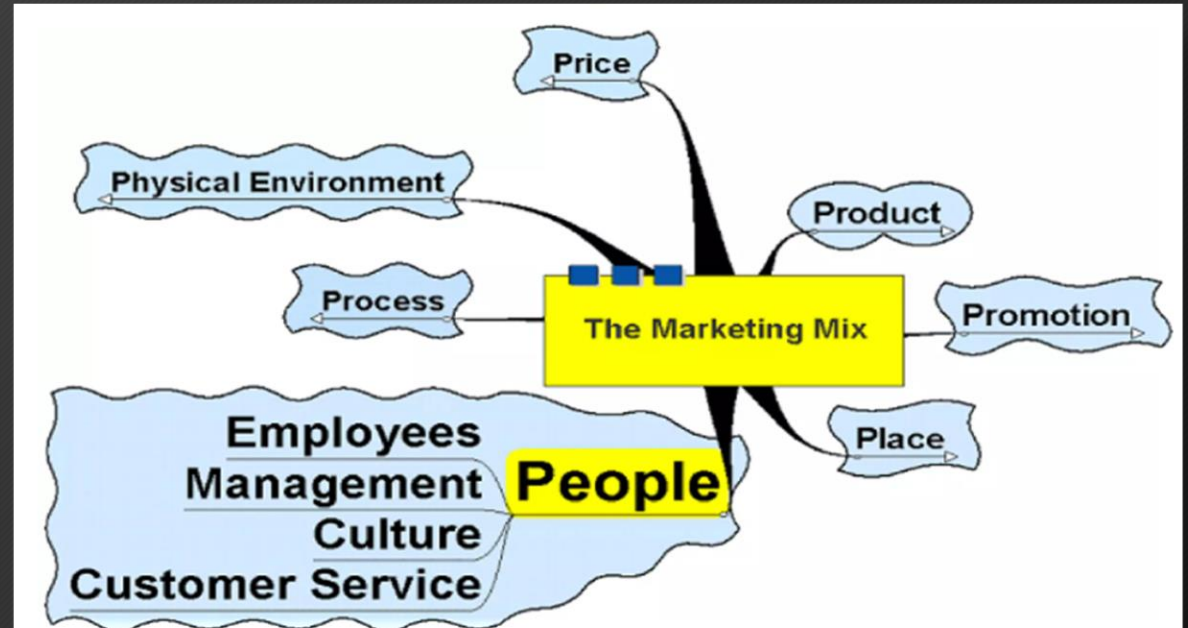 Price
Physical Environment
Product
Process
The Marketing Mix
Promotion
Employees
Management
Culture
Customer Service
People
Place